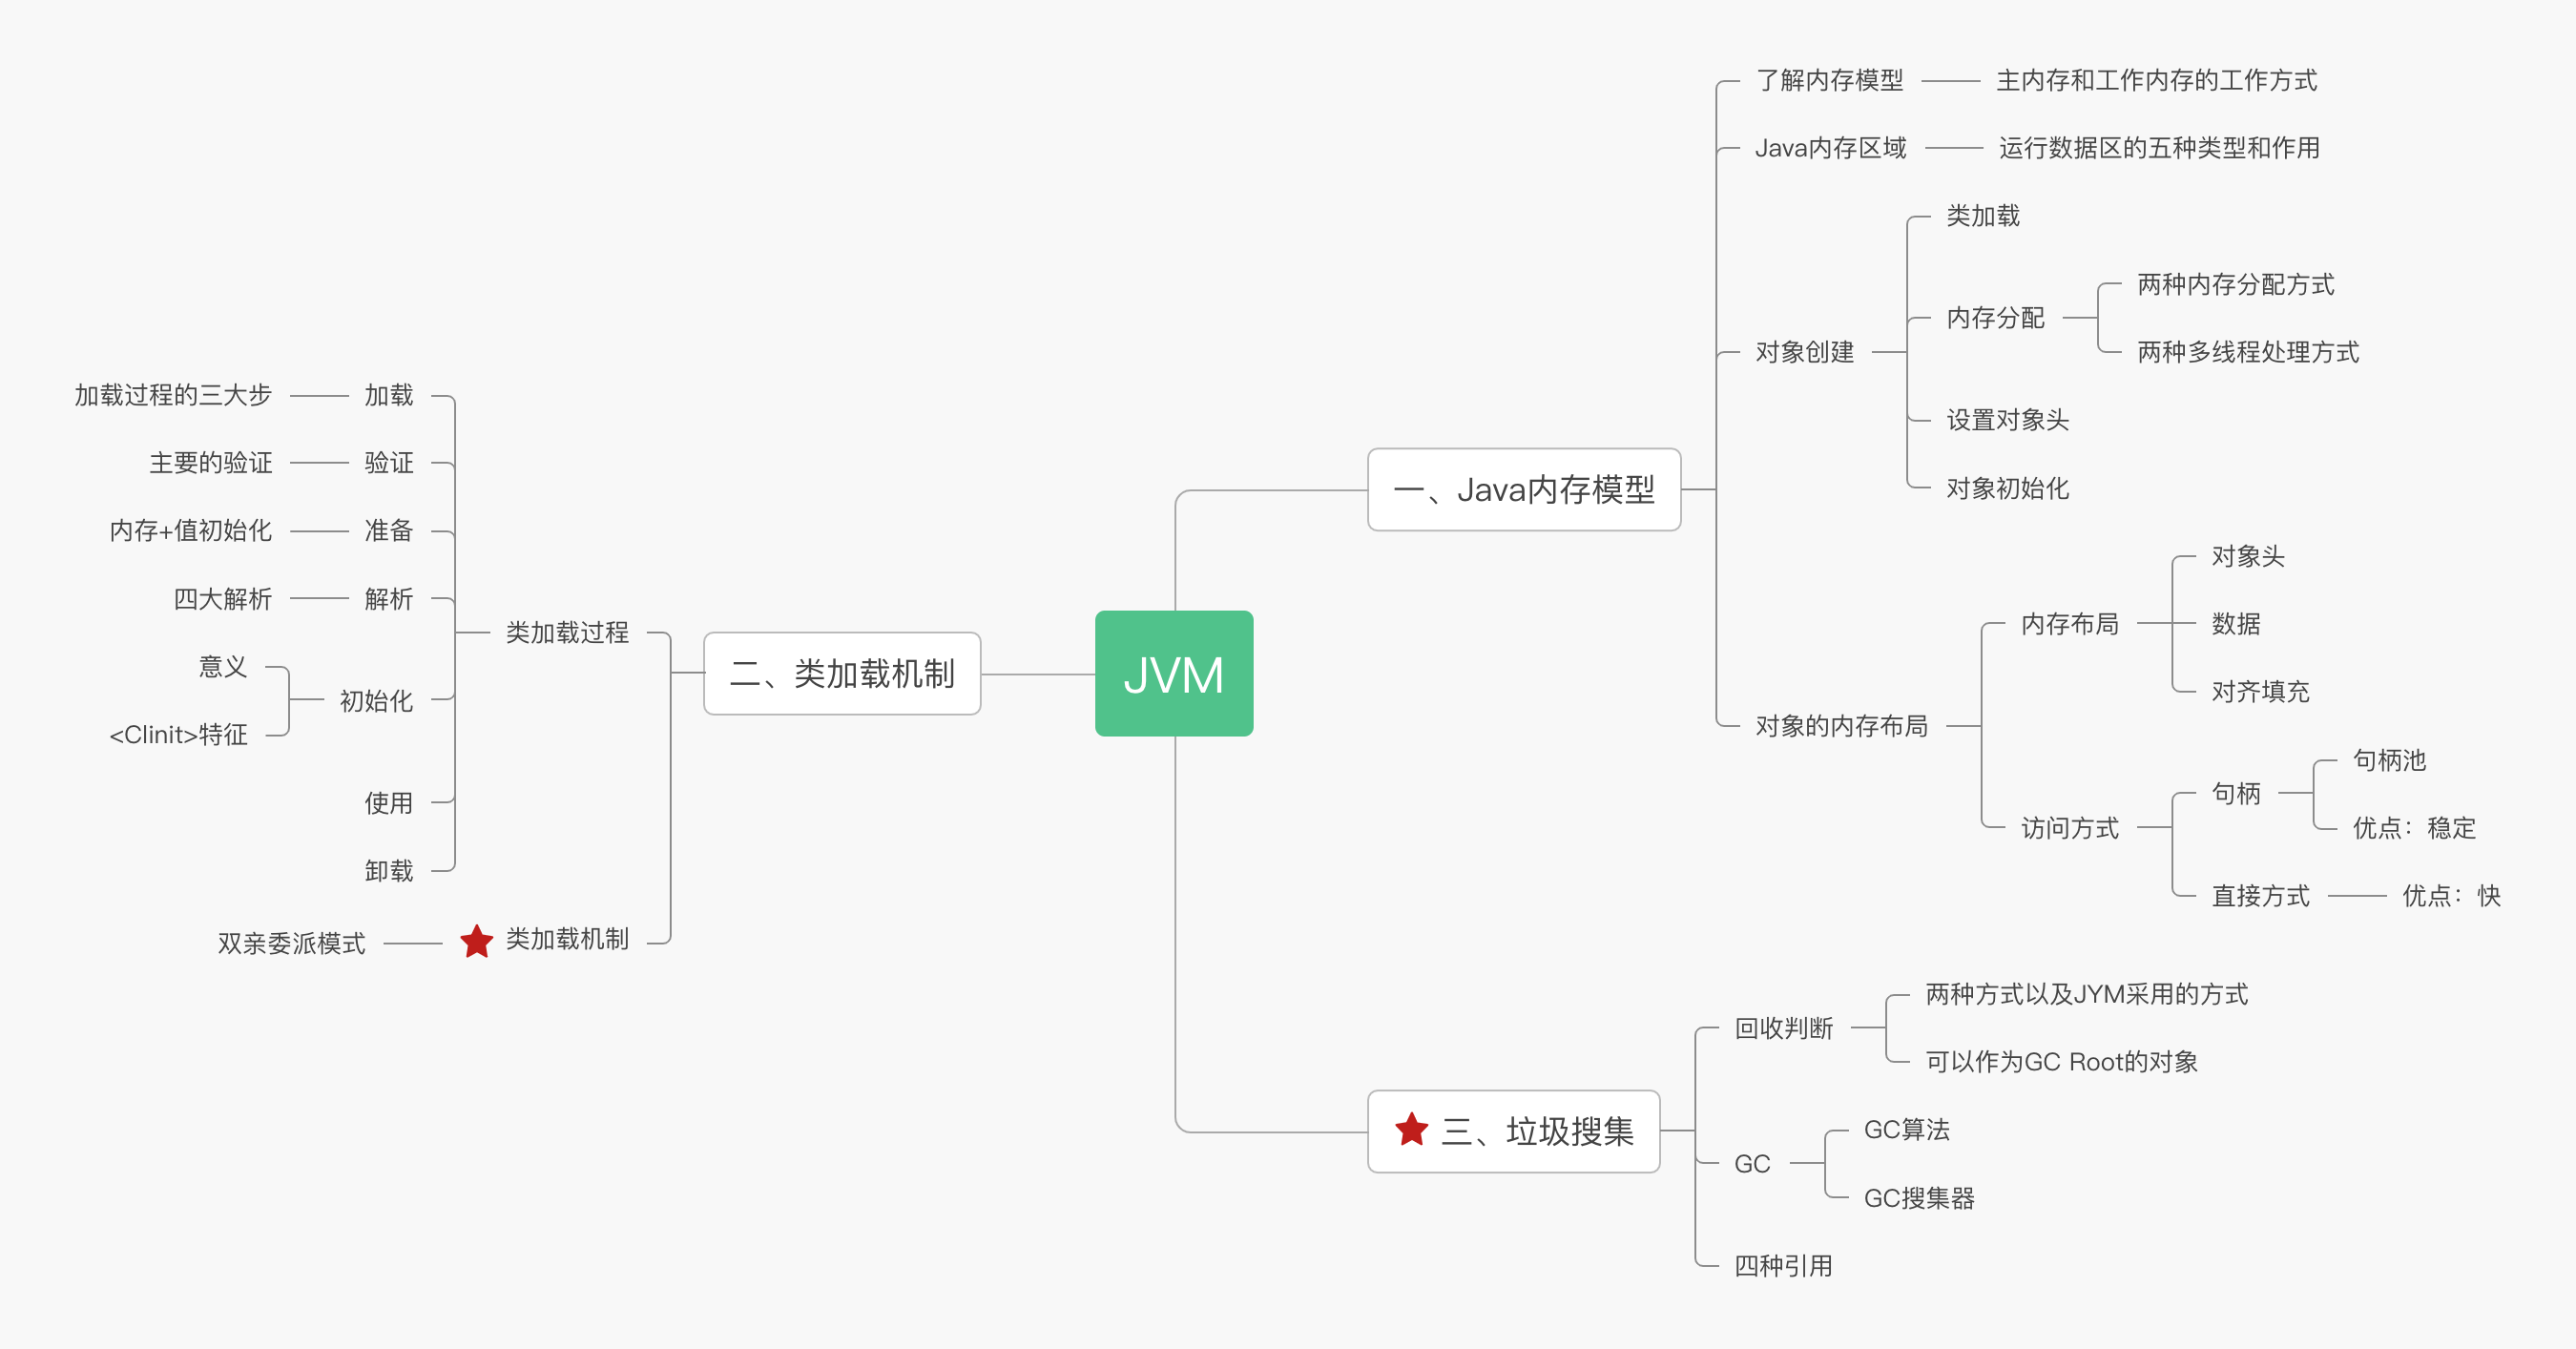 JVM
一、Java内存模型
了解内存模型
主内存和工作内存的工作方式
Java内存区域
运行数据区的五种类型和作用
对象创建
类加载
内存分配
两种内存分配方式
两种多线程处理方式
设置对象头
对象初始化
对象的内存布局
内存布局
对象头
数据
对齐填充
访问方式
句柄
句柄池
优点：稳定
直接方式
优点：快
二、类加载机制
类加载过程
加载
加载过程的三大步
验证
主要的验证
准备
内存+值初始化
解析
四大解析
初始化
意义
<Clinit>特征
使用
卸载
类加载机制
双亲委派模式
三、垃圾搜集
回收判断
两种方式以及JYM采用的方式
可以作为GC Root的对象
GC
GC算法
GC搜集器
四种引用